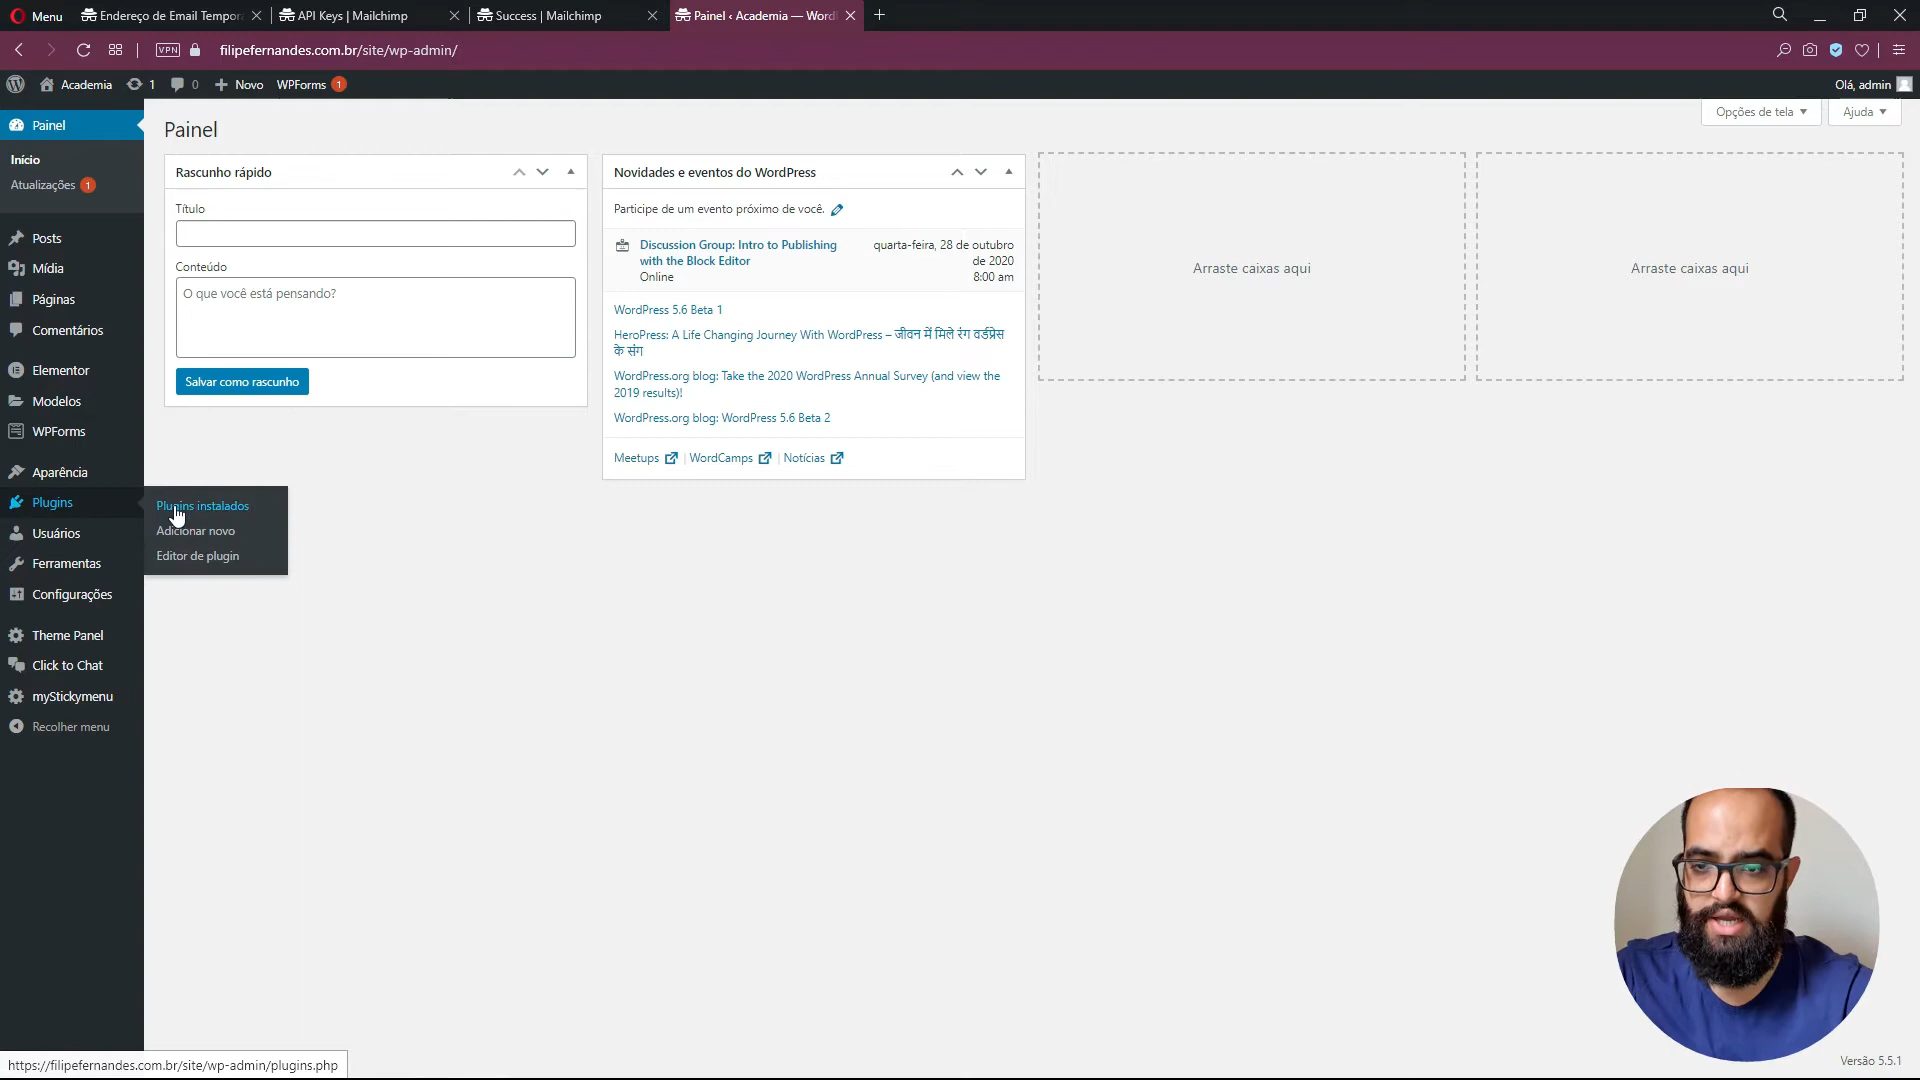 Menu
Endereço de Email Tempor
API Keys | Mailchimp
Success | Mailchimp
Painel ‹ Academia — Word
VPN
filipefernandes.com.br/site/wp-admin/
Academia
1
0
Novo
WPForms 1
Olá, admin
Painel
Início
Atualizações 1
Posts
Mídia
Páginas
Comentários
Elementor
Modelos
WPForms
Aparência
Plugins
Usuários
Ferramentas
Configurações
Theme Panel
Click to Chat
myStickymenu
Recolher menu
Plugins instalados
Adicionar novo
Editor de plugin
Opções de tela
Ajuda
Painel
Rascunho rápido
Título
Conteúdo
O que você está pensando?
Salvar como rascunho
Novidades e eventos do WordPress
Participe de um evento próximo de você.
Discussion Group: Intro to Publishing
with the Block Editor
Online
quarta-feira, 28 de outubro
de 2020
8:00 am
WordPress 5.6 Beta 1
HeroPress: A Life Changing Journey With WordPress – जीवन में मिले रंग वर्डप्रेस
के संग
WordPress.org blog: Take the 2020 WordPress Annual Survey (and view the
2019 results)!
WordPress.org blog: WordPress 5.6 Beta 2
Meetups | WordCamps | Notícias
Arraste caixas aqui
Arraste caixas aqui
Versão 5.5.1
https://filipefernandes.com.br/site/wp-admin/plugins.php